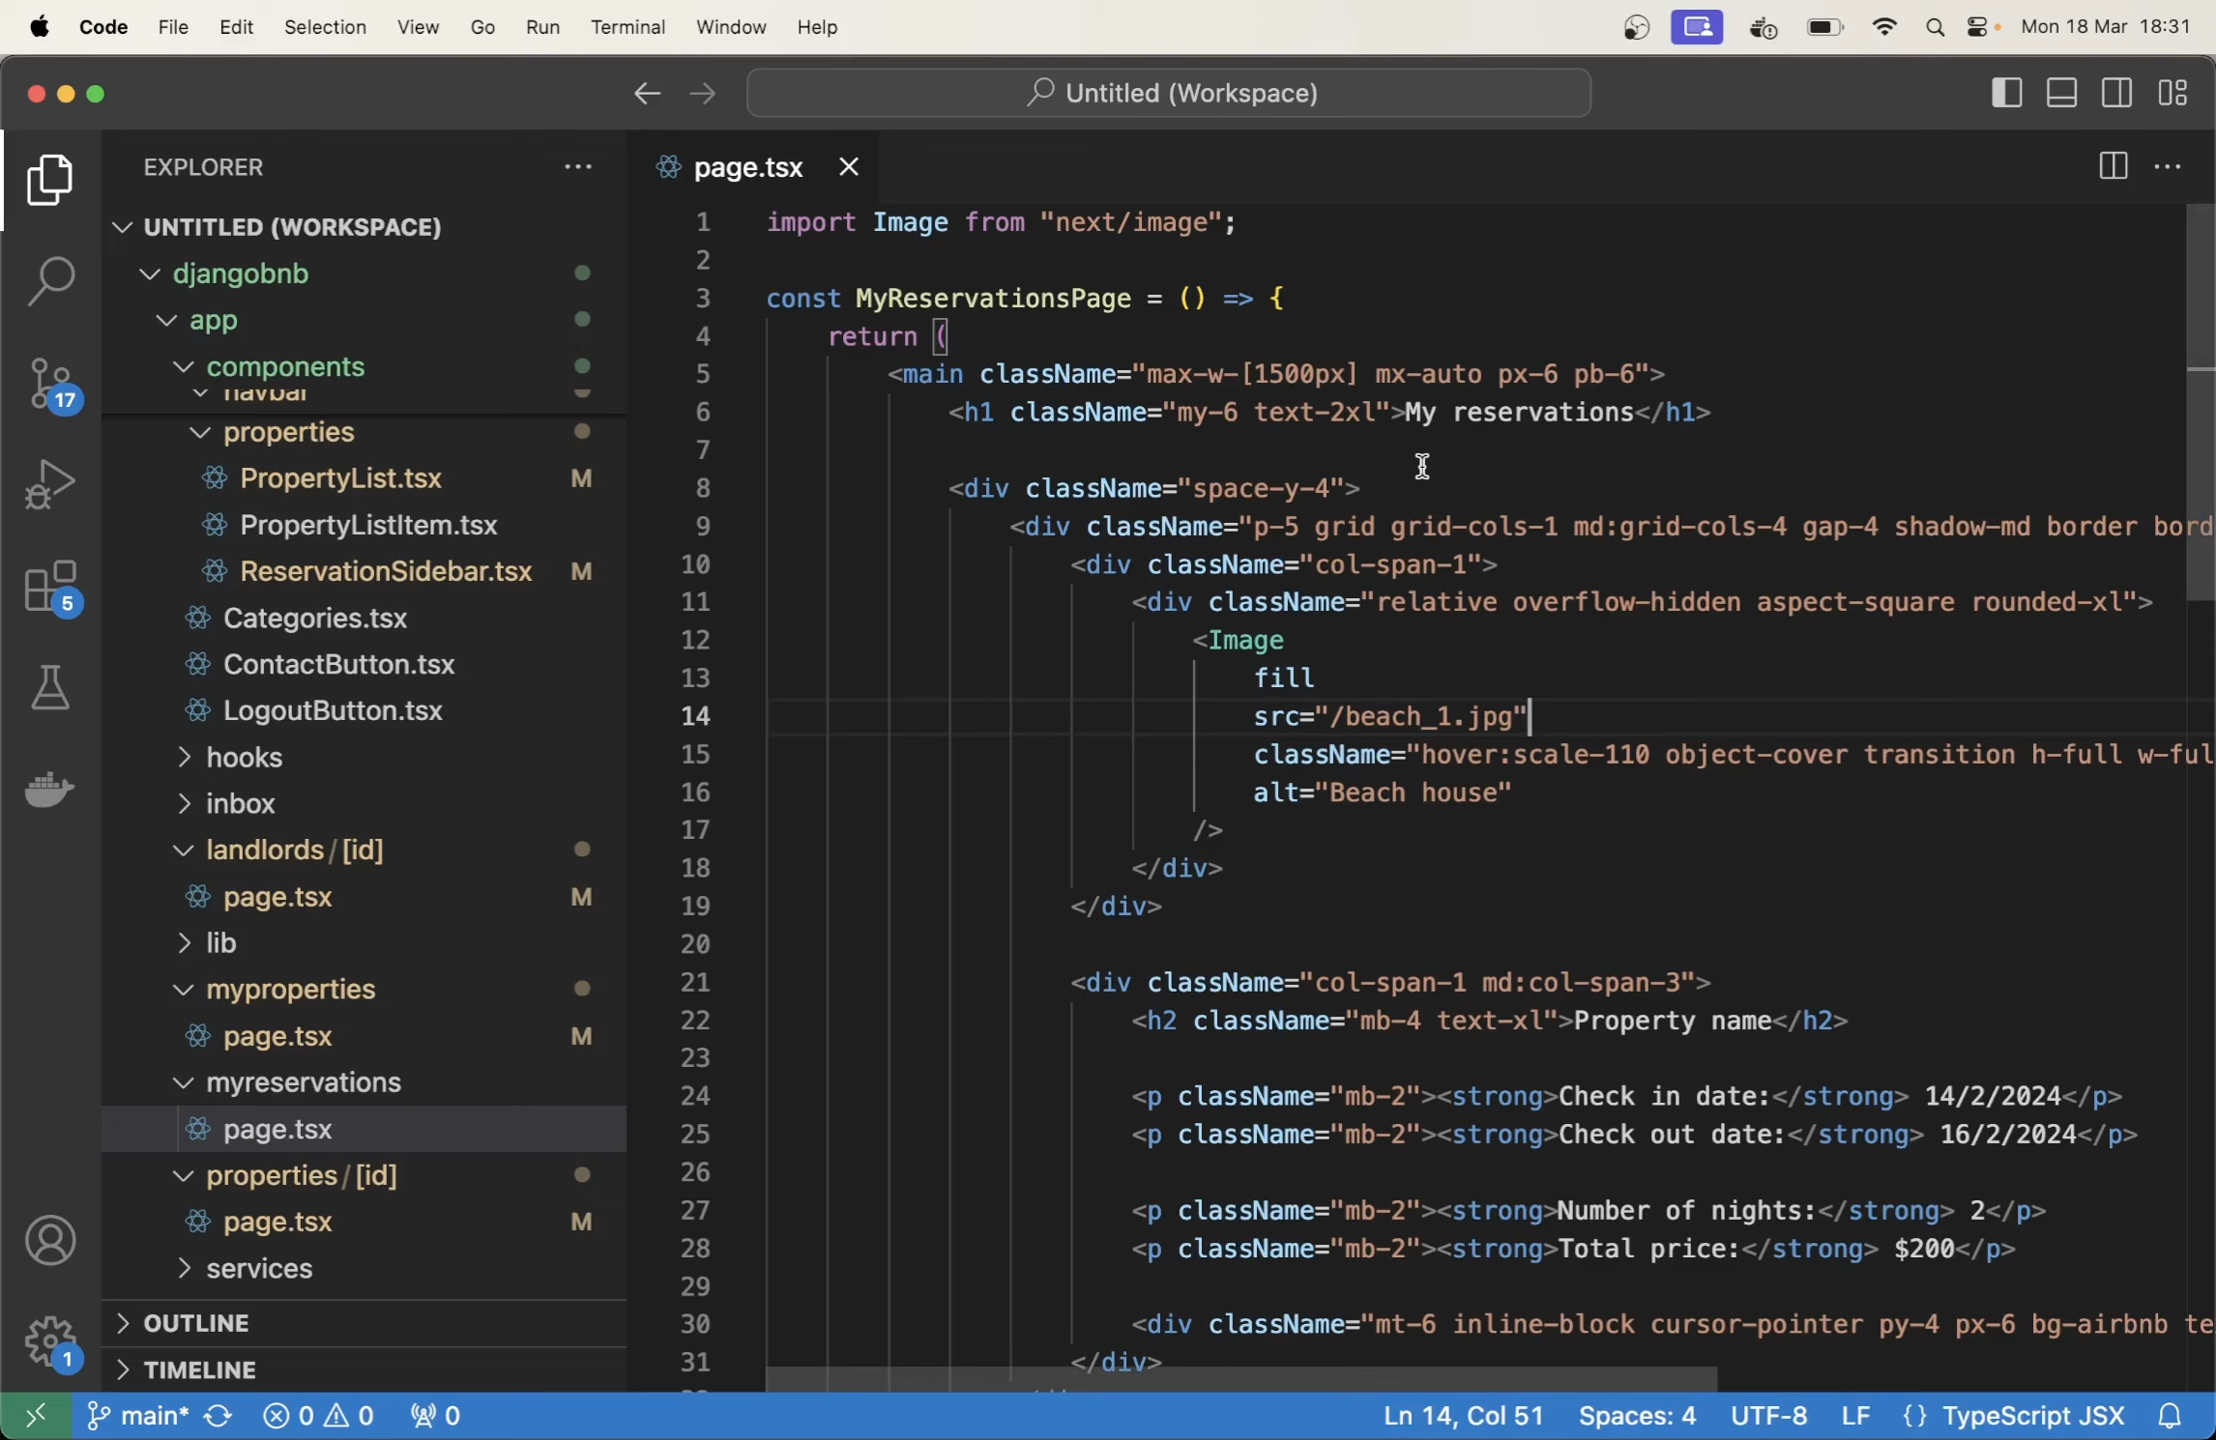 Code File Edit Selection View Go Run Terminal Window Help Mon 18 Mar 18:31
Untitled (Workspace)
EXPLORER
UNTITLED (WORKSPACE)
djangobnb
app
components
navbar
properties
PropertyList.tsx M
PropertyListItem.tsx
ReservationSidebar.tsx M
Categories.tsx
ContactButton.tsx
LogoutButton.tsx
hooks
inbox
landlords/[id]
page.tsx M
lib
myproperties
page.tsx M
myreservations
page.tsx
properties/[id]
page.tsx M
services
OUTLINE
TIMELINE
17
5
1
page.tsx
1 import Image from "next/image";
2
3 const MyReservationsPage = () => {
4 return (
5 <main className="max-w-[1500px] mx-auto px-6 pb-6">
6 <h1 className="my-6 text-2xl">My reservations</h1>
7
8 <div className="space-y-4">
9 <div className="p-5 grid grid-cols-1 md:grid-cols-4 gap-4 shadow-md border bord
10 <div className="col-span-1">
11 <div className="relative overflow-hidden aspect-square rounded-xl">
12 <Image
13 fill
14 src="/beach_1.jpg"
15 className="hover:scale-110 object-cover transition h-full w-ful
16 alt="Beach house"
17 />
18 </div>
19 </div>
20
21 <div className="col-span-1 md:col-span-3">
22 <h2 className="mb-4 text-xl">Property name</h2>
23
24 <p className="mb-2"><strong>Check in date:</strong> 14/2/2024</p>
25 <p className="mb-2"><strong>Check out date:</strong> 16/2/2024</p>
26
27 <p className="mb-2"><strong>Number of nights:</strong> 2</p>
28 <p className="mb-2"><strong>Total price:</strong> $200</p>
29
30 <div className="mt-6 inline-block cursor-pointer py-4 px-6 bg-airbnb te
31 </div>
main* 0 0 0 Ln 14, Col 51 Spaces: 4 UTF-8 LF {} TypeScript JSX